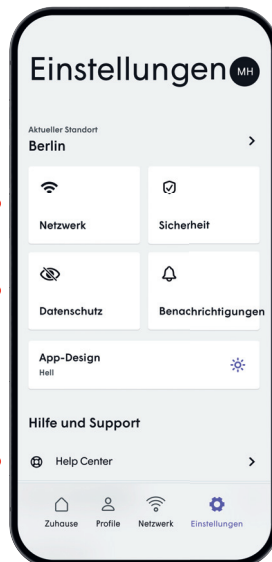 Einstellungen
MH
Aktueller Standort
Berlin
Netzwerk
Sicherheit
Datenschutz
Benachrichtigungen
App-Design
Hell
Hilfe und Support
Help Center
Zuhause Profile Netzwerk Einstellungen